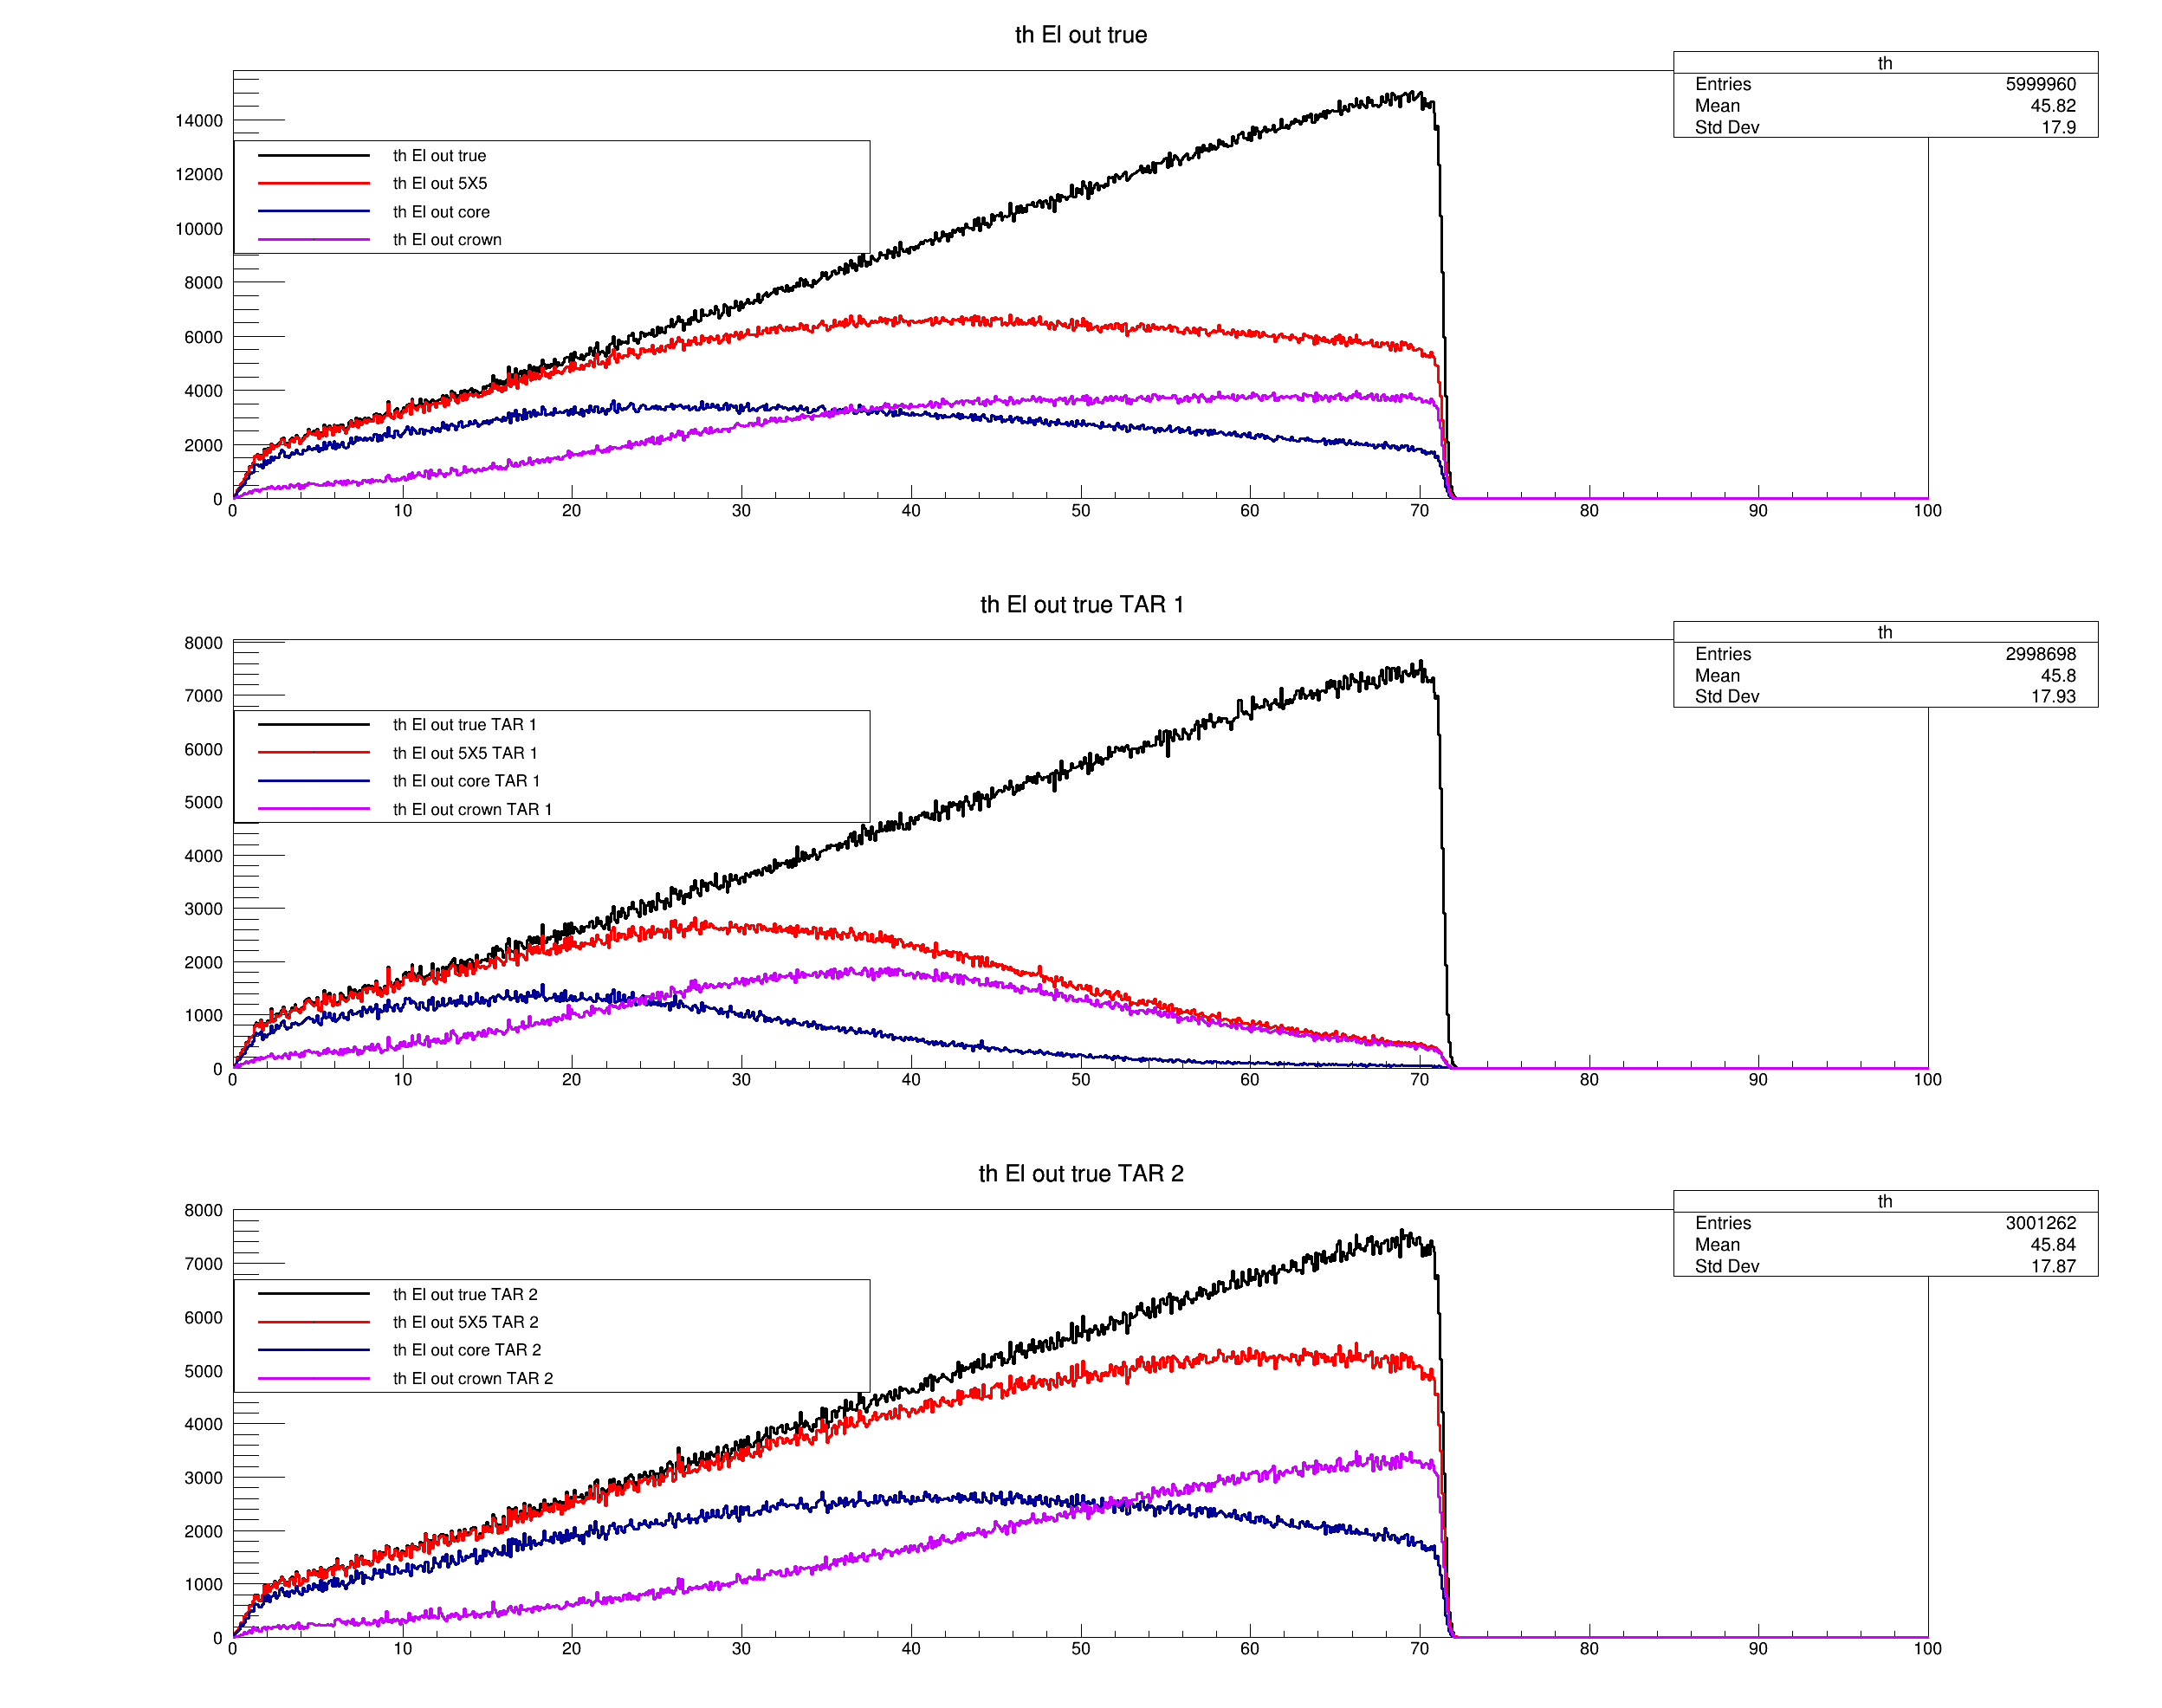 th El out true
th
Entries 5999960
Mean 45.82
Std Dev 17.9
14000
12000
10000
8000
6000
4000
2000
0
th El out true
th El out 5X5
th El out core
th El out crown
0 10 20 30 40 50 60 70 80 90 100
th El out true TAR 1
th
Entries 2998698
Mean 45.8
Std Dev 17.93
8000
7000
6000
5000
4000
3000
2000
1000
0
th El out true TAR 1
th El out 5X5 TAR 1
th El out core TAR 1
th El out crown TAR 1
0 10 20 30 40 50 60 70 80 90 100
th El out true TAR 2
th
Entries 3001262
Mean 45.84
Std Dev 17.87
8000
7000
6000
5000
4000
3000
2000
1000
0
th El out true TAR 2
th El out 5X5 TAR 2
th El out core TAR 2
th El out crown TAR 2
0 10 20 30 40 50 60 70 80 90 100